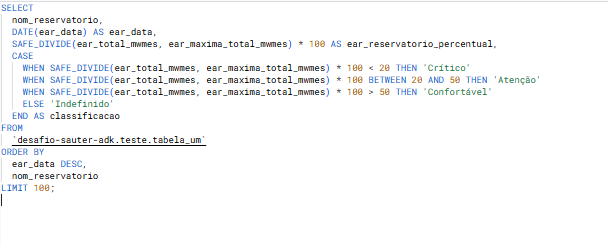 SELECT
nom_reservatorio,
DATE(ear_data) AS ear_data,
SAFE_DIVIDE(ear_total_mwmes, ear_maxima_total_mwmes) * 100 AS ear_reservatorio_percentual,
CASE
WHEN SAFE_DIVIDE(ear_total_mwmes, ear_maxima_total_mwmes) * 100 < 20 THEN 'Crítico'
WHEN SAFE_DIVIDE(ear_total_mwmes, ear_maxima_total_mwmes) * 100 BETWEEN 20 AND 50 THEN 'Atenção'
WHEN SAFE_DIVIDE(ear_total_mwmes, ear_maxima_total_mwmes) * 100 > 50 THEN 'Confortável'
ELSE 'Indefinido'
END AS classificacao
FROM
`desafio-sauter-adk.teste.tabela_um`
ORDER BY
ear_data DESC,
nom_reservatorio
LIMIT 100;